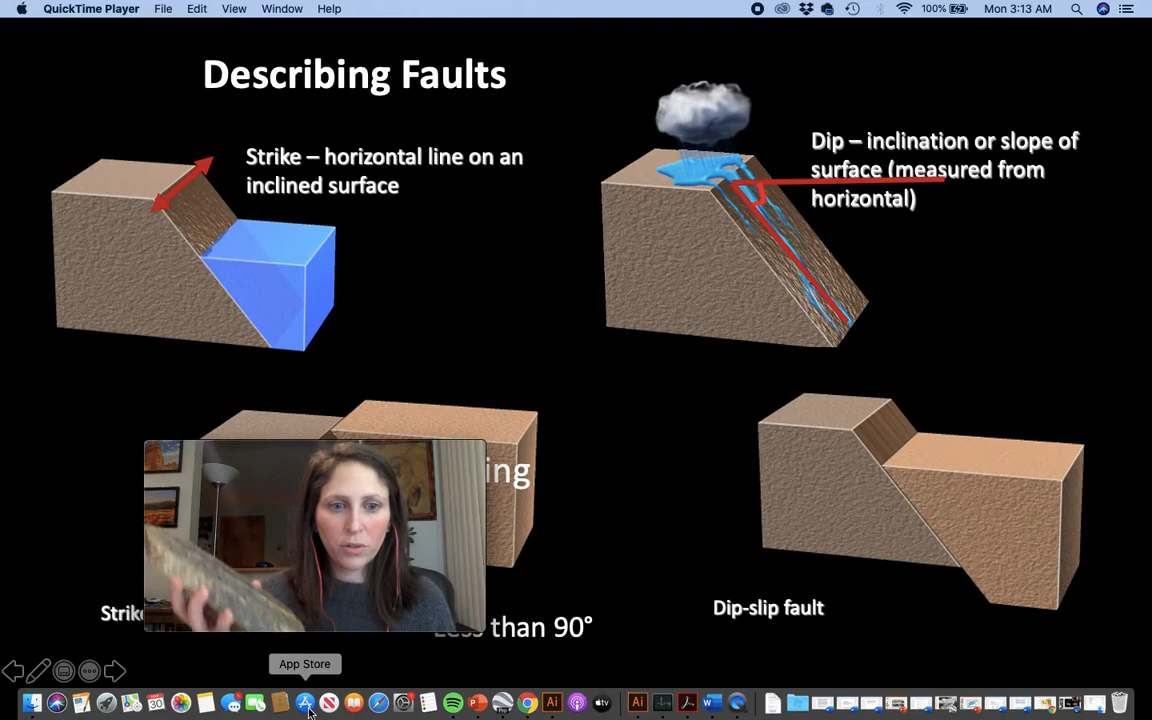 QuickTime Player File Edit View Window Help 100% Mon 3:13 AM
Describing Faults
Strike – horizontal line on an
inclined surface
Dip – inclination or slope of
surface (measured from
horizontal)
ing
Strike
Less than 90°
Dip-slip fault
App Store